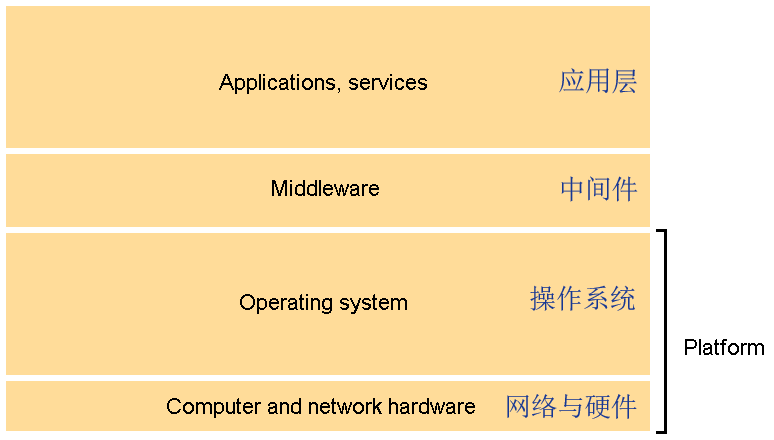 Applications, services 应用层
Middleware 中间件
Operating system 操作系统
Platform
Computer and network hardware 网络与硬件